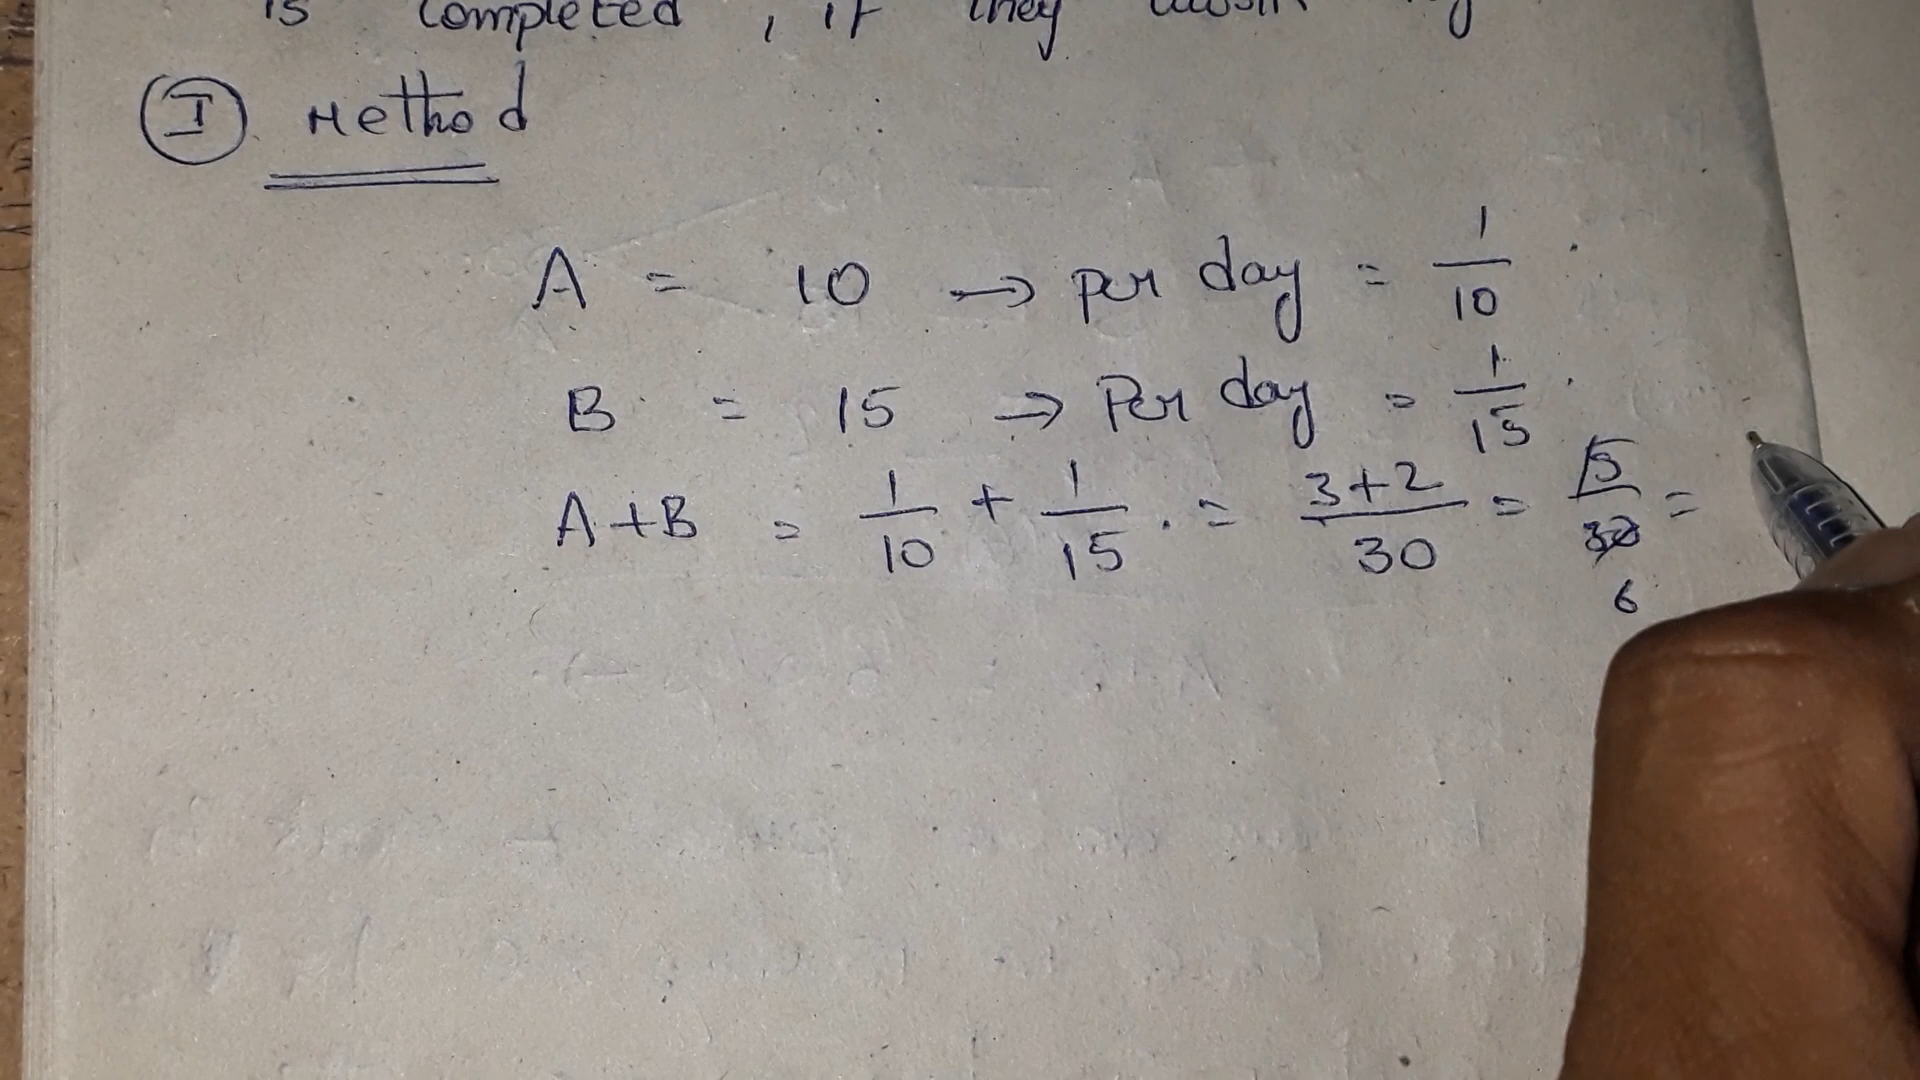 is completed, if they
I Method
A = 10 → per day = 1/10
B = 15 → Per day = 1/15
A+B = 1/10 + 1/15 = 3+2/30 = 5/30 =
6